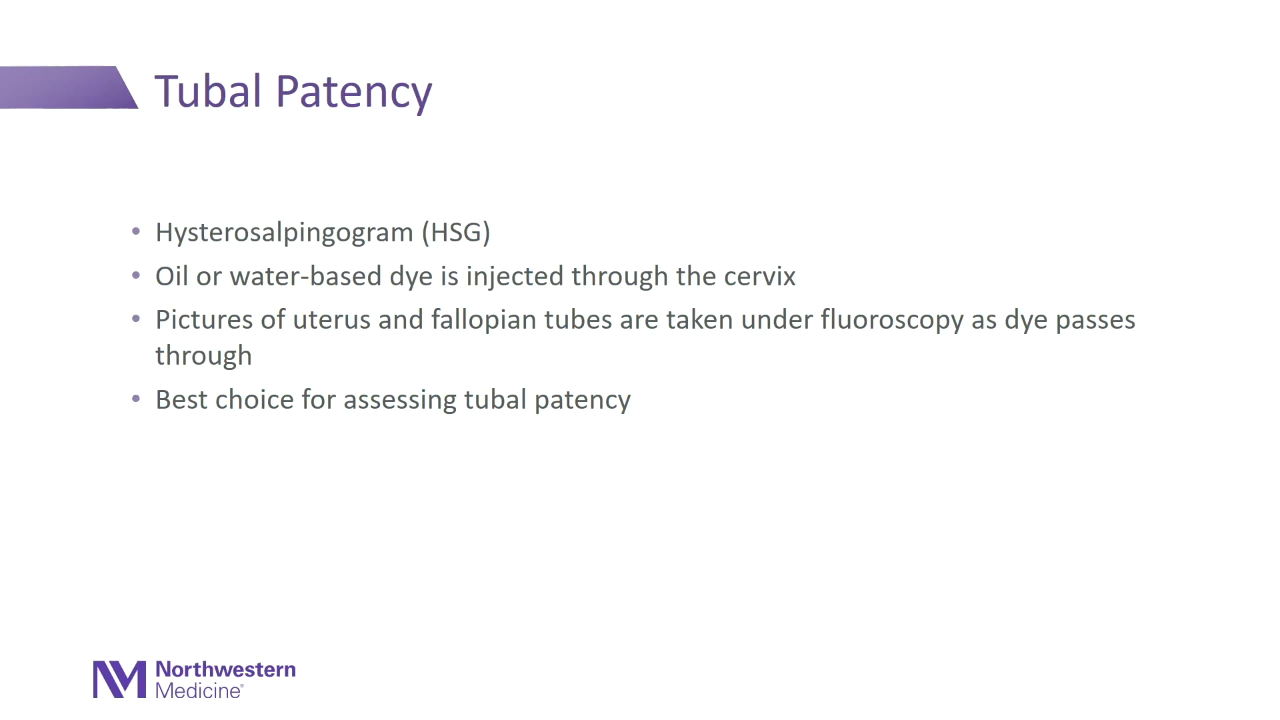 Tubal Patency
• Hysterosalpingogram (HSG)
• Oil or water-based dye is injected through the cervix
• Pictures of uterus and fallopian tubes are taken under fluoroscopy as dye passes
through
• Best choice for assessing tubal patency
NM Northwestern
Medicine®